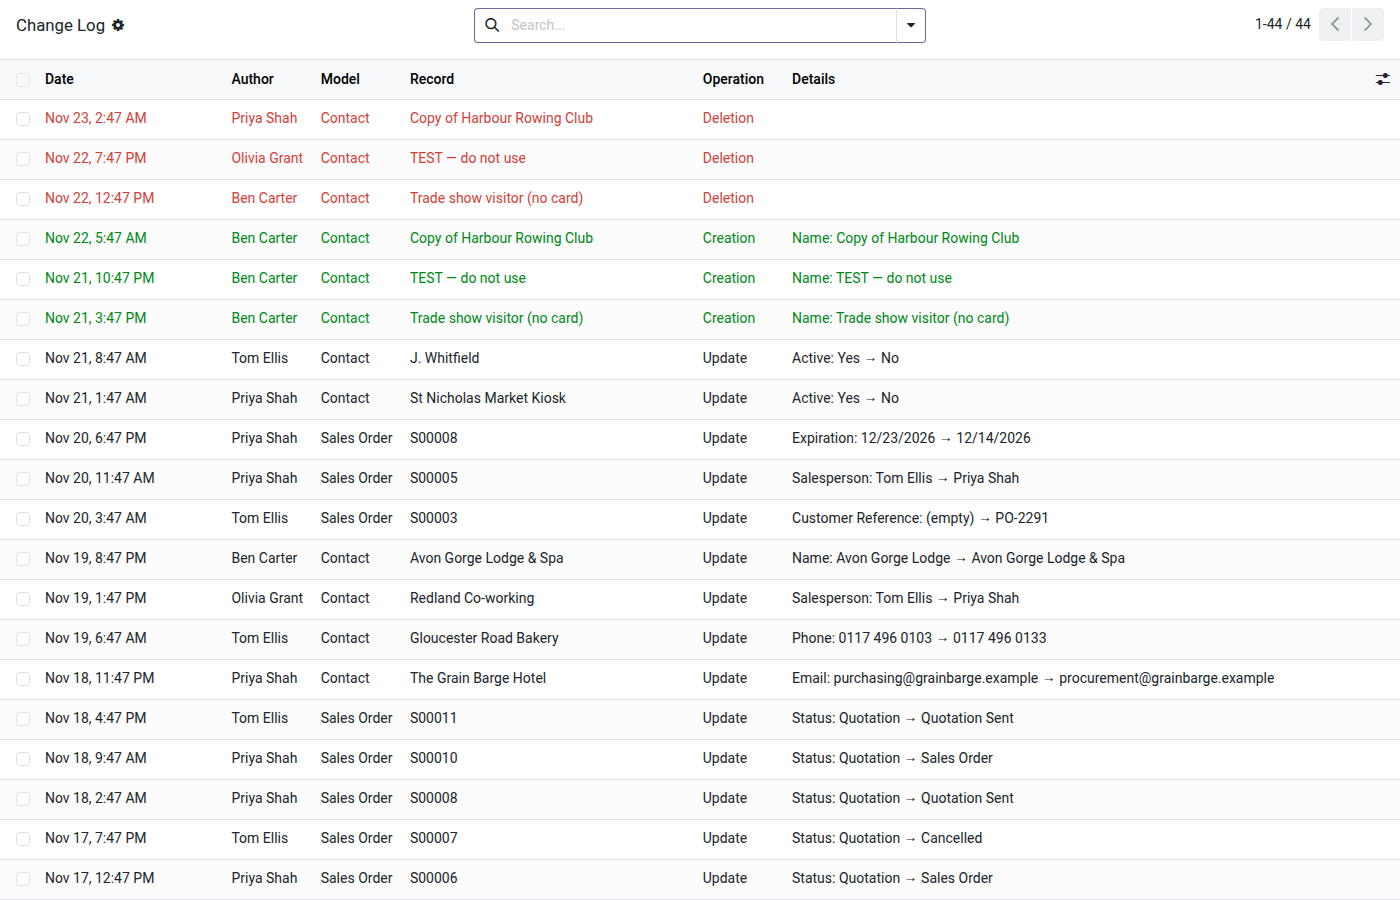 Change Log
Search...
1-44 / 44
Date Author Model Record Operation Details
Nov 23, 2:47 AM Priya Shah Contact Copy of Harbour Rowing Club Deletion
Nov 22, 7:47 PM Olivia Grant Contact TEST — do not use Deletion
Nov 22, 12:47 PM Ben Carter Contact Trade show visitor (no card) Deletion
Nov 22, 5:47 AM Ben Carter Contact Copy of Harbour Rowing Club Creation Name: Copy of Harbour Rowing Club
Nov 21, 10:47 PM Ben Carter Contact TEST — do not use Creation Name: TEST — do not use
Nov 21, 3:47 PM Ben Carter Contact Trade show visitor (no card) Creation Name: Trade show visitor (no card)
Nov 21, 8:47 AM Tom Ellis Contact J. Whitfield Update Active: Yes → No
Nov 21, 1:47 AM Priya Shah Contact St Nicholas Market Kiosk Update Active: Yes → No
Nov 20, 6:47 PM Priya Shah Sales Order S00008 Update Expiration: 12/23/2026 → 12/14/2026
Nov 20, 11:47 AM Priya Shah Sales Order S00005 Update Salesperson: Tom Ellis → Priya Shah
Nov 20, 3:47 AM Tom Ellis Sales Order S00003 Update Customer Reference: (empty) → PO-2291
Nov 19, 8:47 PM Ben Carter Contact Avon Gorge Lodge & Spa Update Name: Avon Gorge Lodge → Avon Gorge Lodge & Spa
Nov 19, 1:47 PM Olivia Grant Contact Redland Co-working Update Salesperson: Tom Ellis → Priya Shah
Nov 19, 6:47 AM Tom Ellis Contact Gloucester Road Bakery Update Phone: 0117 496 0103 → 0117 496 0133
Nov 18, 11:47 PM Priya Shah Contact The Grain Barge Hotel Update Email: purchasing@grainbarge.example → procurement@grainbarge.example
Nov 18, 4:47 PM Tom Ellis Sales Order S00011 Update Status: Quotation → Quotation Sent
Nov 18, 9:47 AM Priya Shah Sales Order S00010 Update Status: Quotation → Sales Order
Nov 18, 2:47 AM Priya Shah Sales Order S00008 Update Status: Quotation → Quotation Sent
Nov 17, 7:47 PM Tom Ellis Sales Order S00007 Update Status: Quotation → Cancelled
Nov 17, 12:47 PM Priya Shah Sales Order S00006 Update Status: Quotation → Sales Order